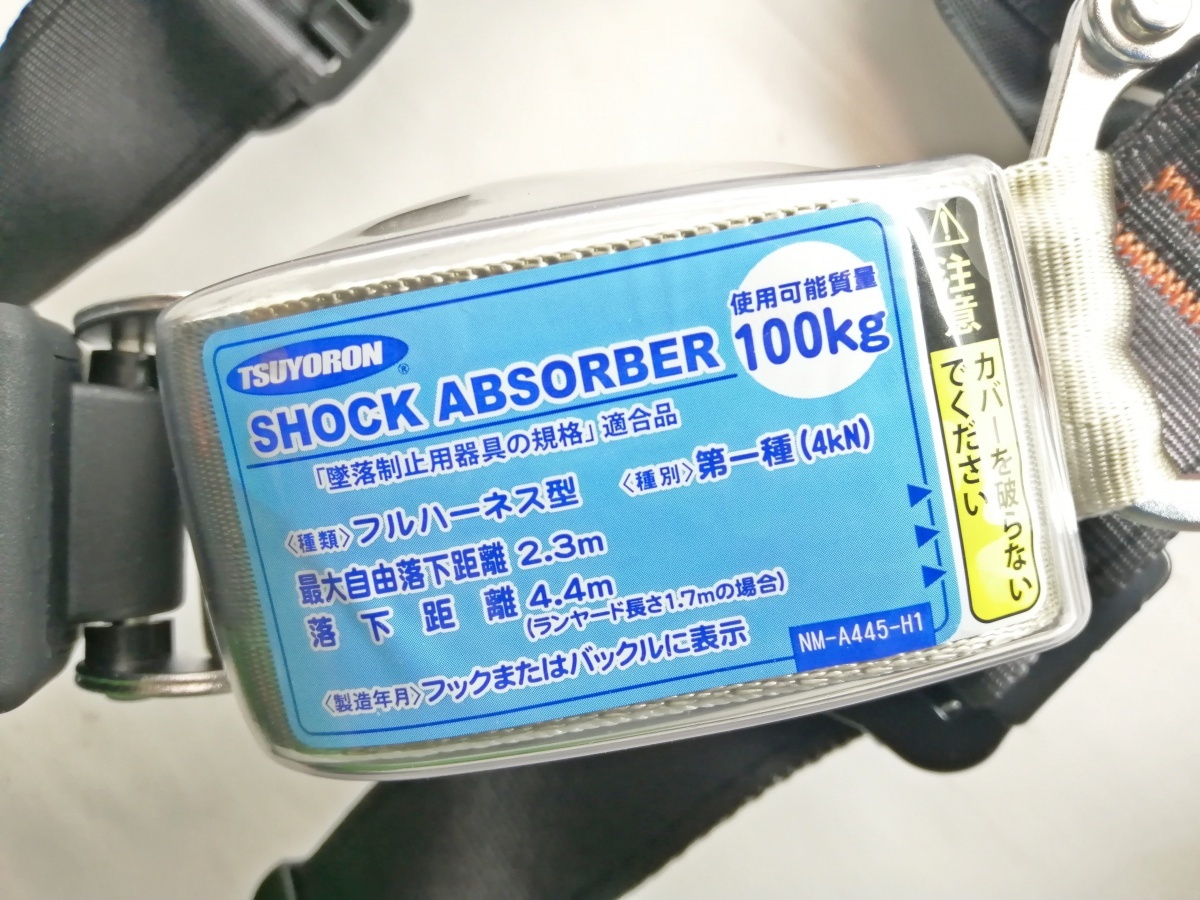 TSUYORON®
SHOCK ABSORBER
使用可能質量
100kg
「墜落制止用器具の規格」適合品
〈種類〉フルハーネス型 〈種別〉第一種(4kN)
最大自由落下距離 2.3m
落下距離 4.4m
(ランヤード長さ1.7mの場合)
〈製造年月〉フックまたはバックルに表示
NM-A445-H1
注意
カバーを破らない
でください